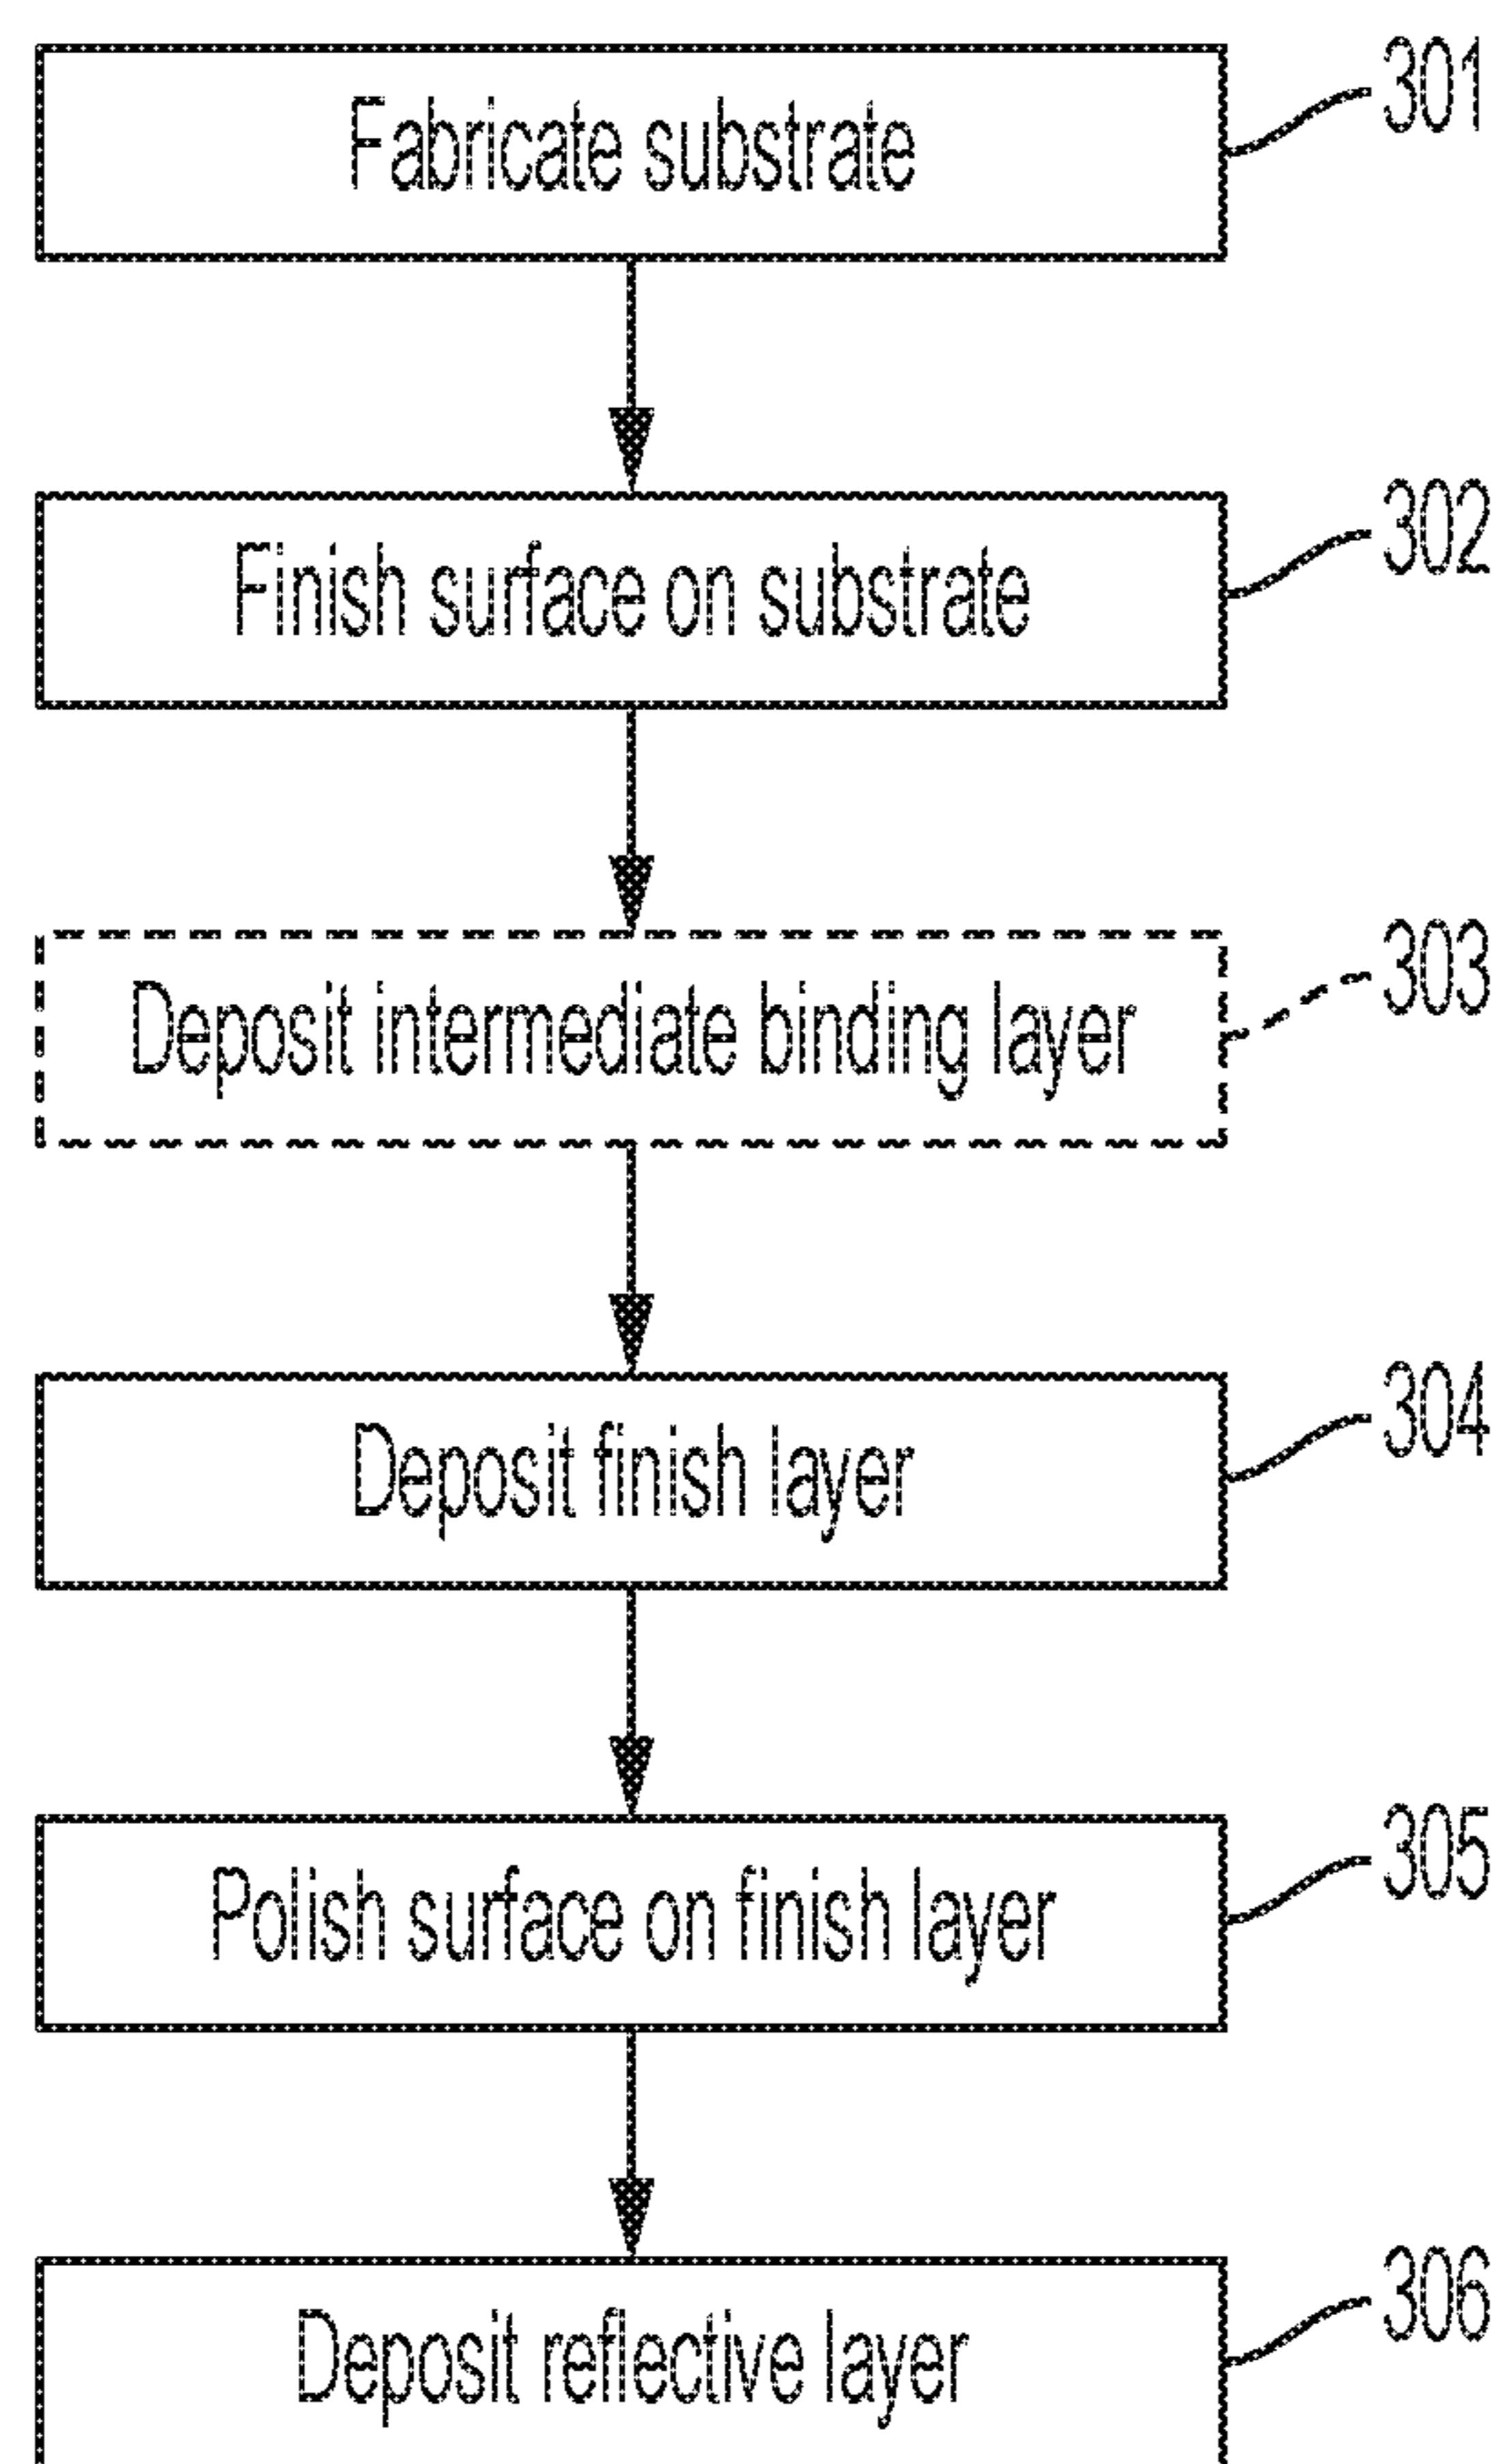 Fabricate substrate
301
Finish surface on substrate
302
Deposit intermediate binding layer
303
Deposit finish layer
304
Polish surface on finish layer
305
Deposit reflective layer
306